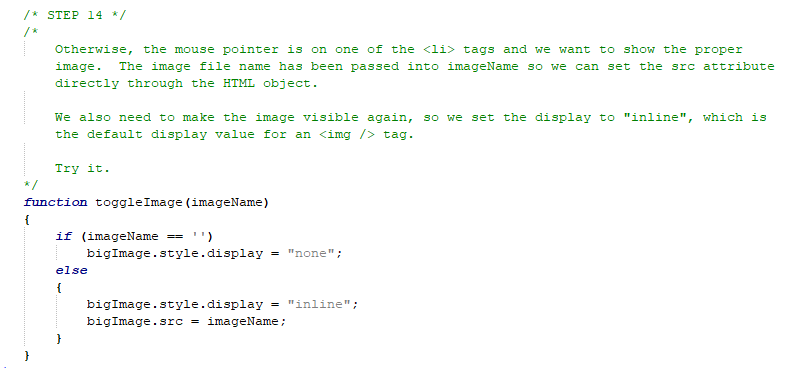 /* STEP 14 */
/*
Otherwise, the mouse pointer is on one of the <li> tags and we want to show the proper
image.  The image file name has been passed into imageName so we can set the src attribute
directly through the HTML object.
We also need to make the image visible again, so we set the display to "inline", which is
the default display value for an <img /> tag.
Try it.
*/
function toggleImage(imageName)
{
if (imageName == '')
bigImage.style.display = "none";
else
{
bigImage.style.display = "inline";
bigImage.src = imageName;
}
}